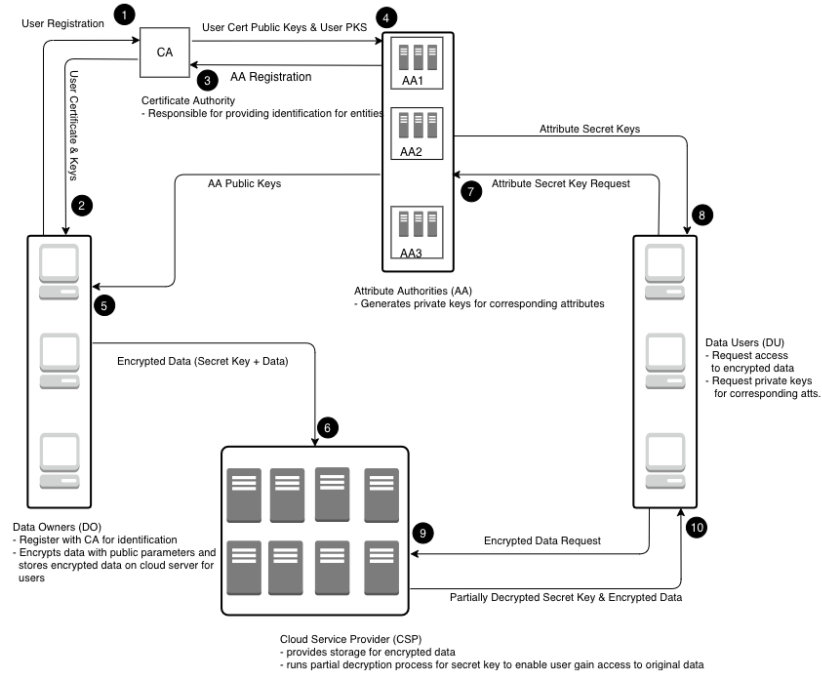 1
4
User Registration
User Cert Public Keys & User PKS
CA
AA1
3
AA Registration
Certificate Authority
- Responsible for providing identification for entities
User Certificate & Keys
AA2
Attribute Secret Keys
AA Public Keys
7
Attribute Secret Key Request
2
8
AA3
5
Attribute Authorities (AA)
- Generates private keys for corresponding attributes
Encrypted Data (Secret Key + Data)
Data Users (DU)
- Request access
to encrypted data
- Request private keys
for corresponding atts.
6
Data Owners (DO)
- Register with CA for identification
- Encrypts data with public parameters and
stores encrypted data on cloud server for
users
9
10
Encrypted Data Request
Partially Decrypted Secret Key & Encrypted Data
Cloud Service Provider (CSP)
- provides storage for encrypted data
- runs partial decryption process for secret key to enable user gain access to original data